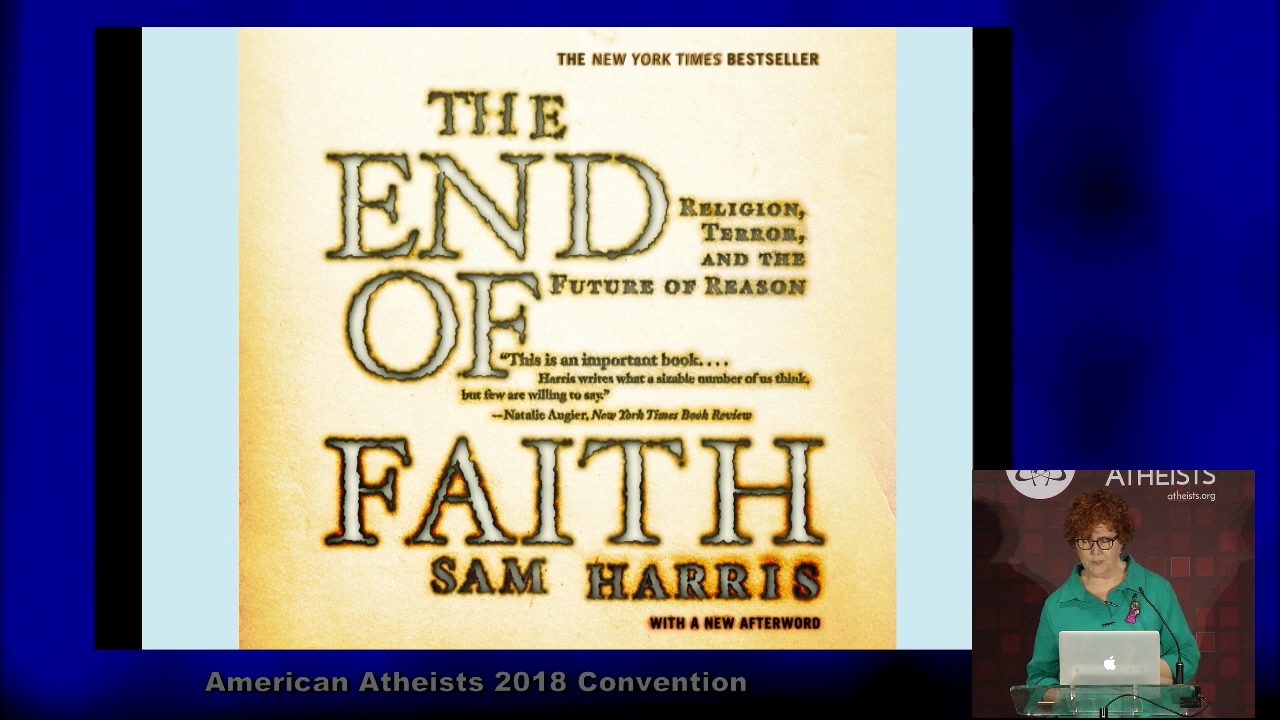 THE NEW YORK TIMES BESTSELLER
THE
END
OF
RELIGION,
TERROR,
AND THE
FUTURE OF REASON
"This is an important book. . . .
Harris writes what a sizable number of us think,
but few are willing to say."
—Natalie Angier, New York Times Book Review
FAITH
SAM HARRIS
WITH A NEW AFTERWORD
ATHEISTS
atheists.org
American Atheists 2018 Convention